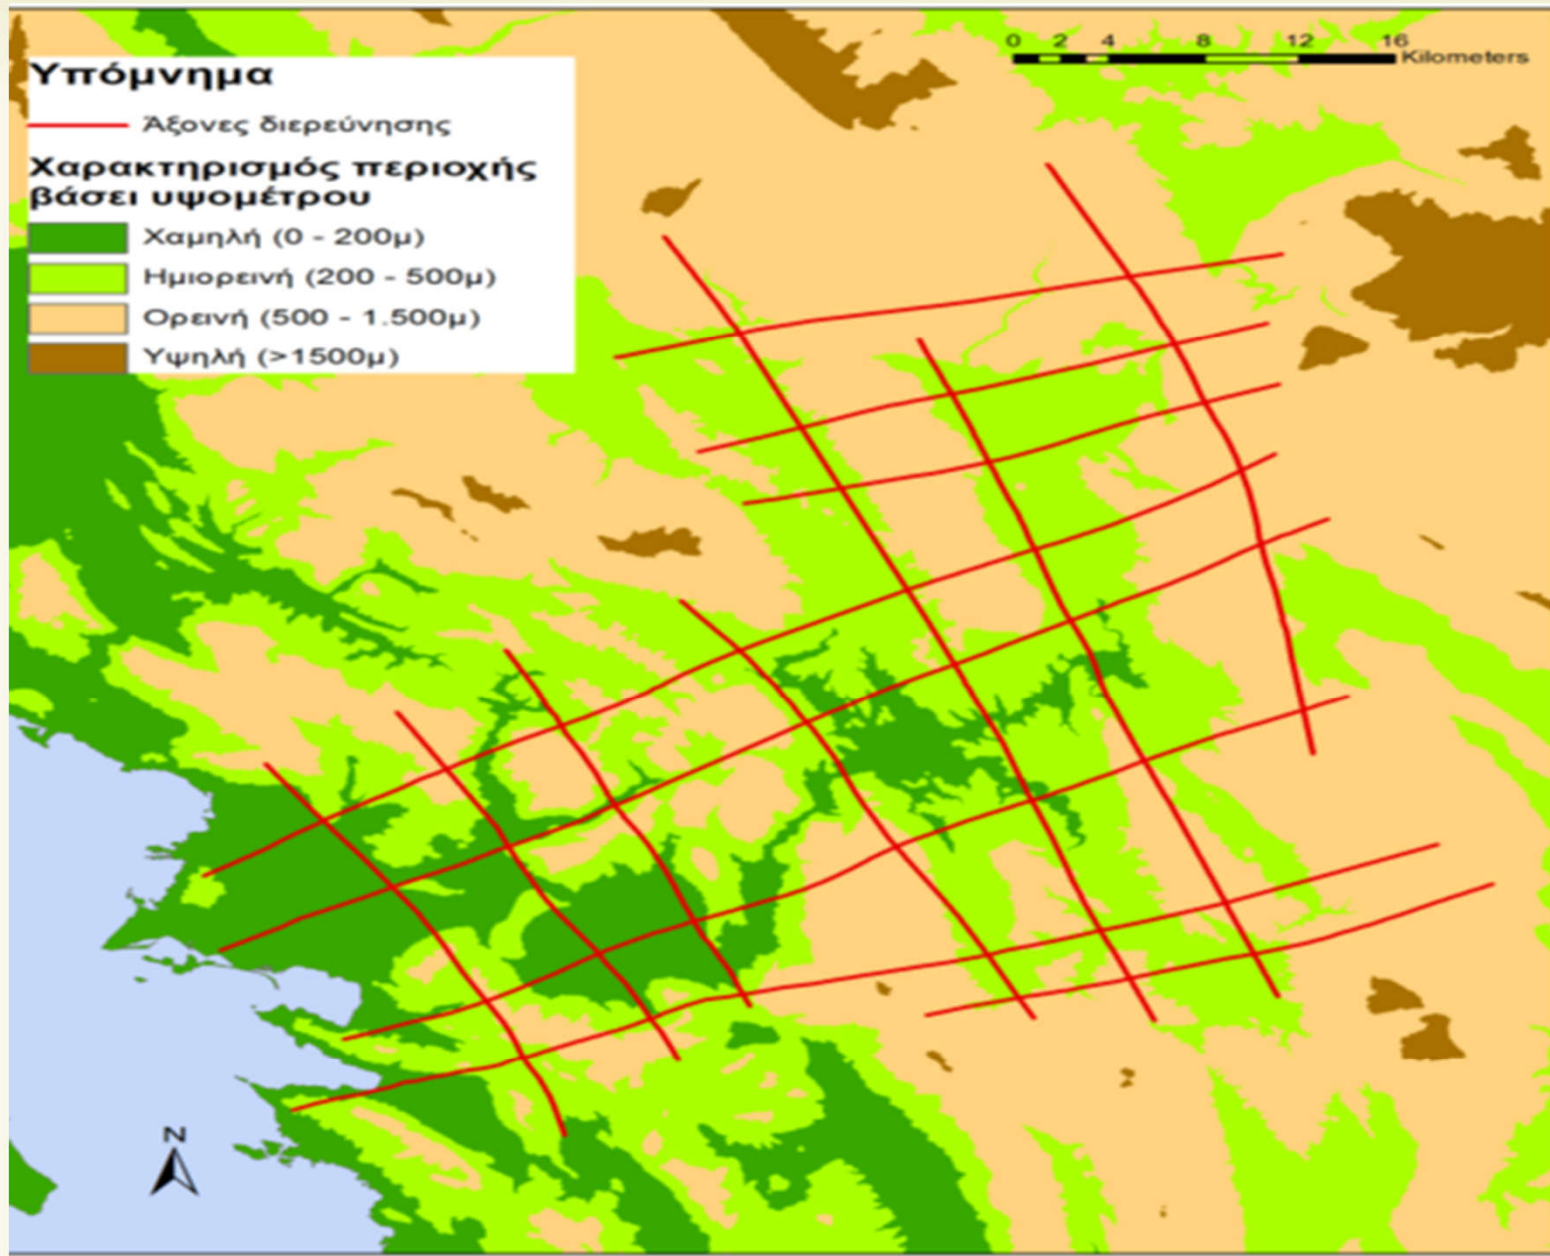 0 2 4 8 12 16
Kilometers
Υπόμνημα
Άξονες διερεύνησης
Χαρακτηρισμός περιοχής
βάσει υψομέτρου
Χαμηλή (0 - 200μ)
Ημιορεινή (200 - 500μ)
Ορεινή (500 - 1.500μ)
Υψηλή (>1500μ)
N